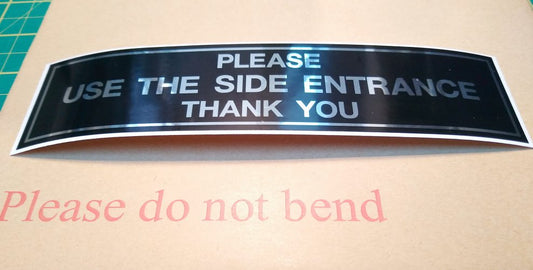 PLEASE
USE THE SIDE ENTRANCE
THANK YOU
Please do not bend